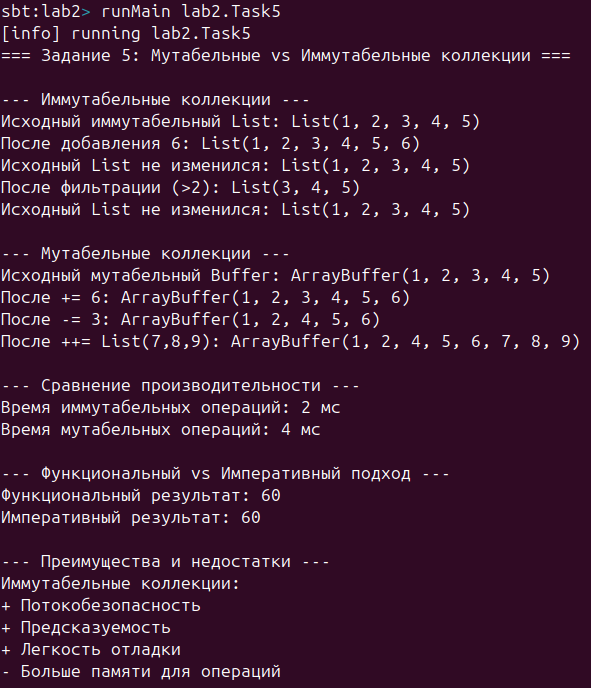 sbt:lab2> runMain lab2.Task5
[info] running lab2.Task5
=== Задание 5: Мутабельные vs Иммутабельные коллекции ===
--- Иммутабельные коллекции ---
Исходный иммутабельный List: List(1, 2, 3, 4, 5)
После добавления 6: List(1, 2, 3, 4, 5, 6)
Исходный List не изменился: List(1, 2, 3, 4, 5)
После фильтрации (>2): List(3, 4, 5)
Исходный List не изменился: List(1, 2, 3, 4, 5)
--- Мутабельные коллекции ---
Исходный мутабельный Buffer: ArrayBuffer(1, 2, 3, 4, 5)
После += 6: ArrayBuffer(1, 2, 3, 4, 5, 6)
После -= 3: ArrayBuffer(1, 2, 4, 5, 6)
После ++= List(7,8,9): ArrayBuffer(1, 2, 4, 5, 6, 7, 8, 9)
--- Сравнение производительности ---
Время иммутабельных операций: 2 мс
Время мутабельных операций: 4 мс
--- Функциональный vs Императивный подход ---
Функциональный результат: 60
Императивный результат: 60
--- Преимущества и недостатки ---
Иммутабельные коллекции:
+ Потокобезопасность
+ Предсказуемость
+ Легкость отладки
- Больше памяти для операций